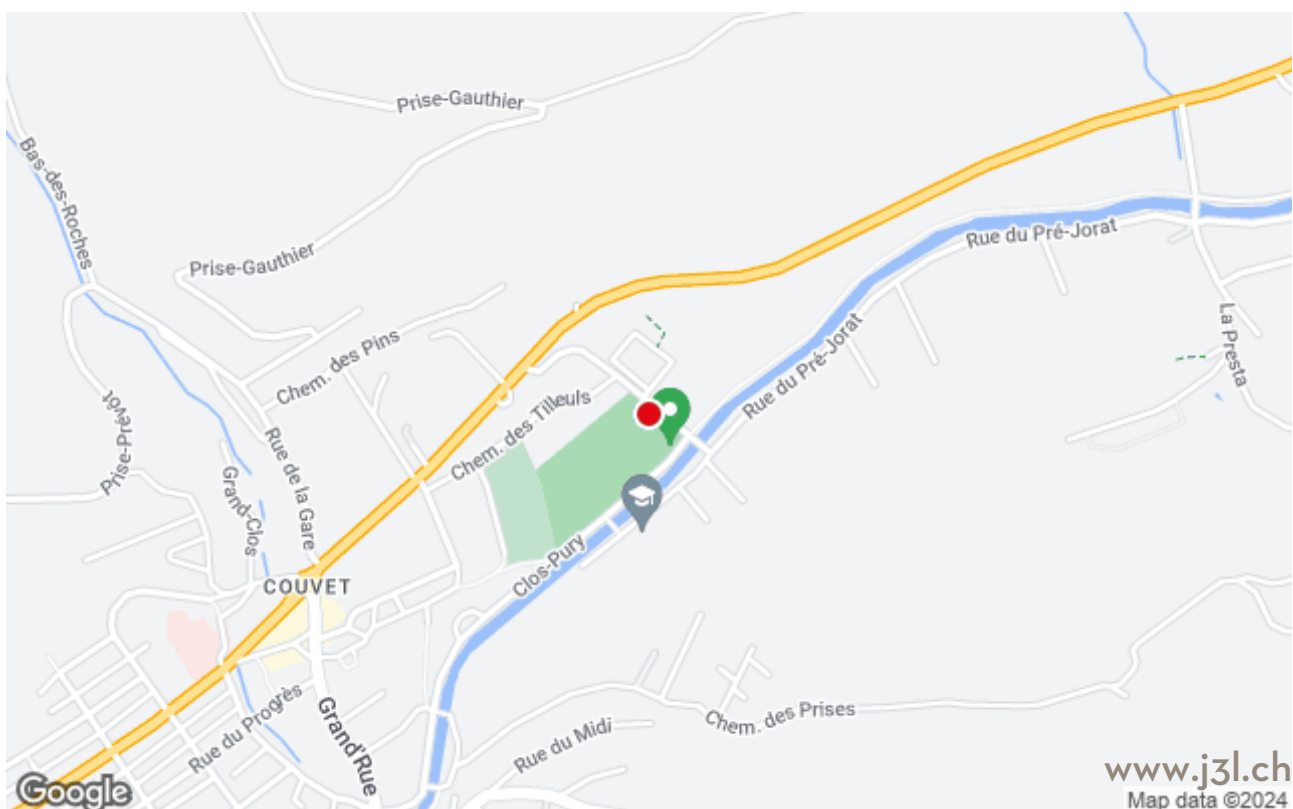 Prise-Gauthier
Bas-des-Roches
Rue du Pré-Jorat
Prise-Gauthier
La Presta
Chem. des Pins
Rue du Pré-Jorat
Chem. des Tilleuls
Prise-Prévôt
Rue de la Gare
Grand-Clos
Clos-Pury
COUVET
Rue du Progrès
Grand'Rue
Chem. des Prises
Rue du Midi
www.j3l.ch
Google
Map data ©2024